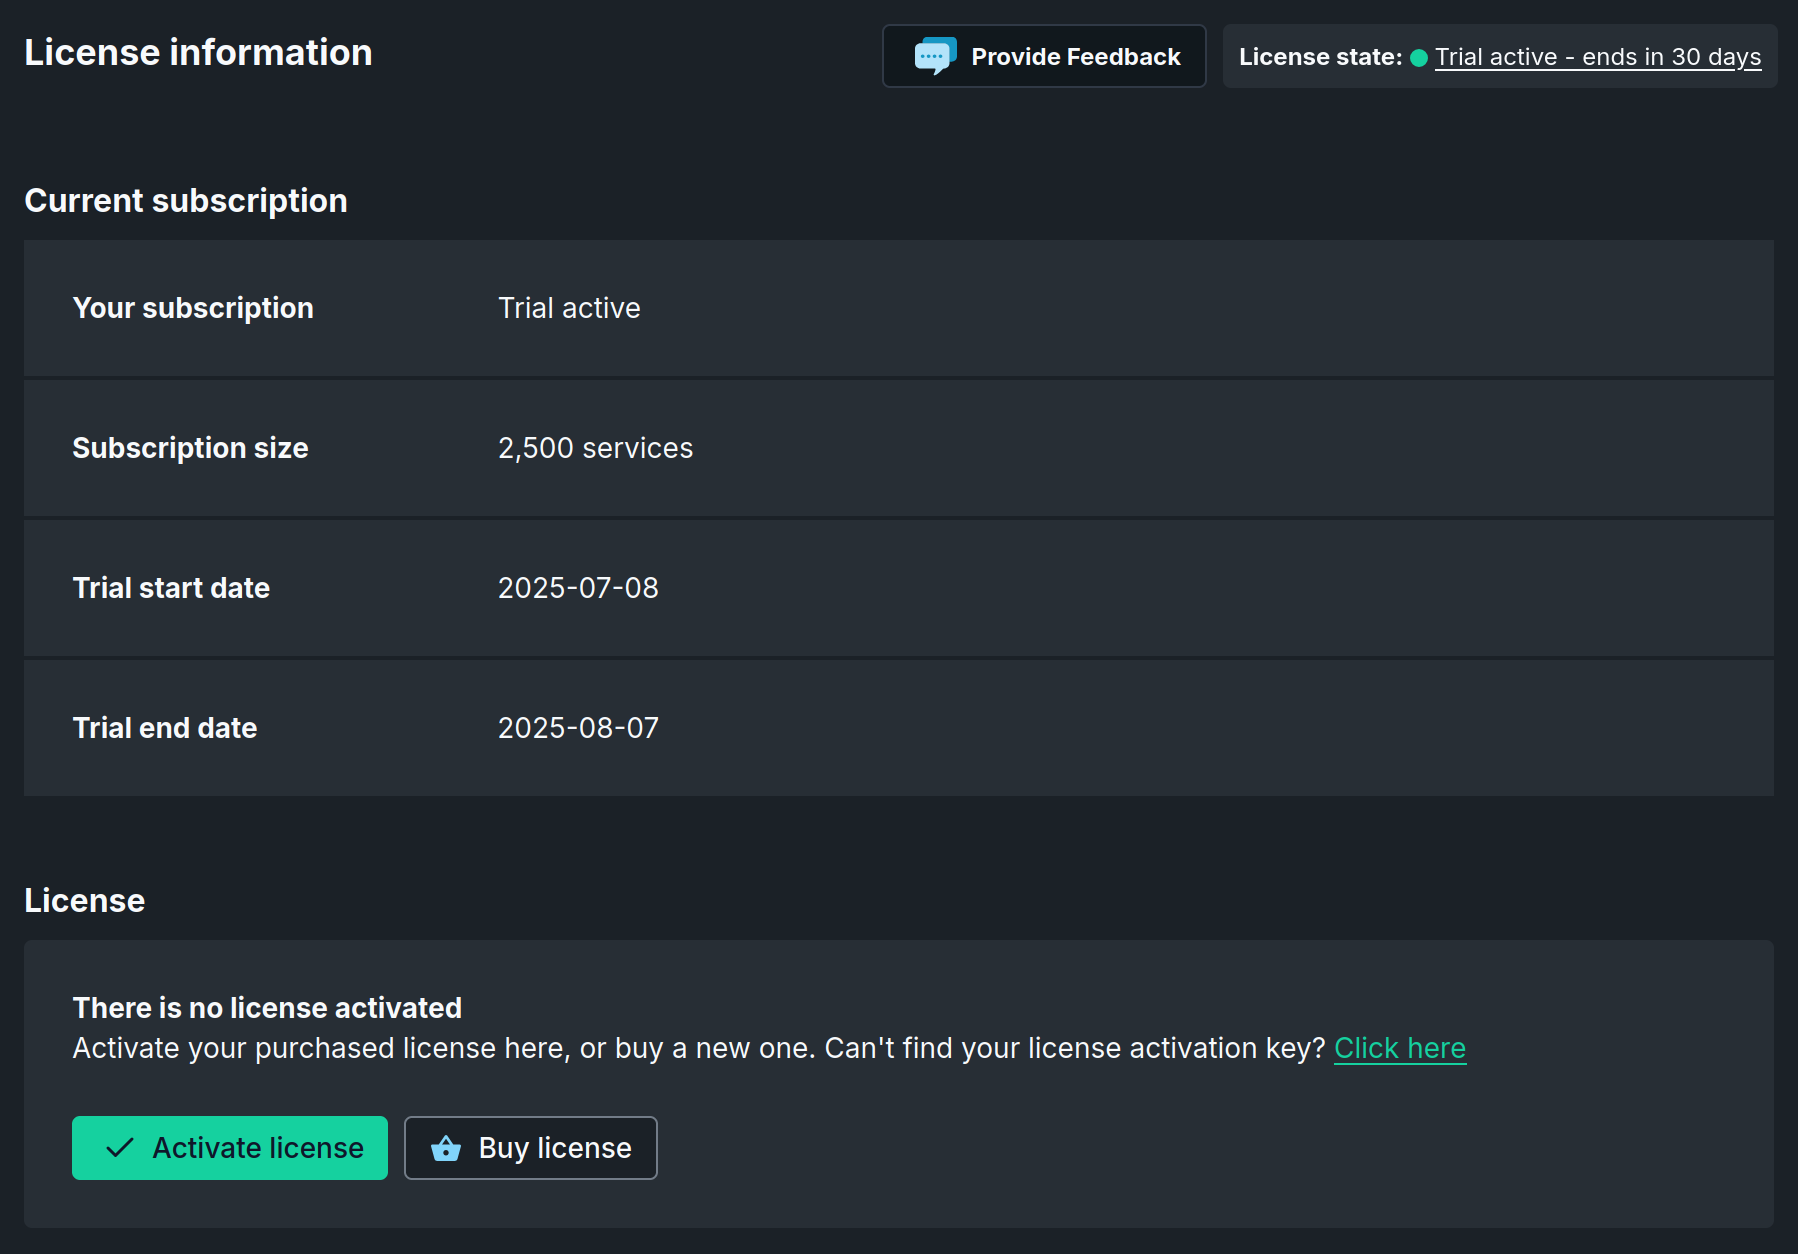 License information
Provide Feedback
License state: Trial active - ends in 30 days
Current subscription
Your subscription Trial active
Subscription size 2,500 services
Trial start date 2025-07-08
Trial end date 2025-08-07
License
There is no license activated
Activate your purchased license here, or buy a new one. Can't find your license activation key? Click here
Activate license Buy license